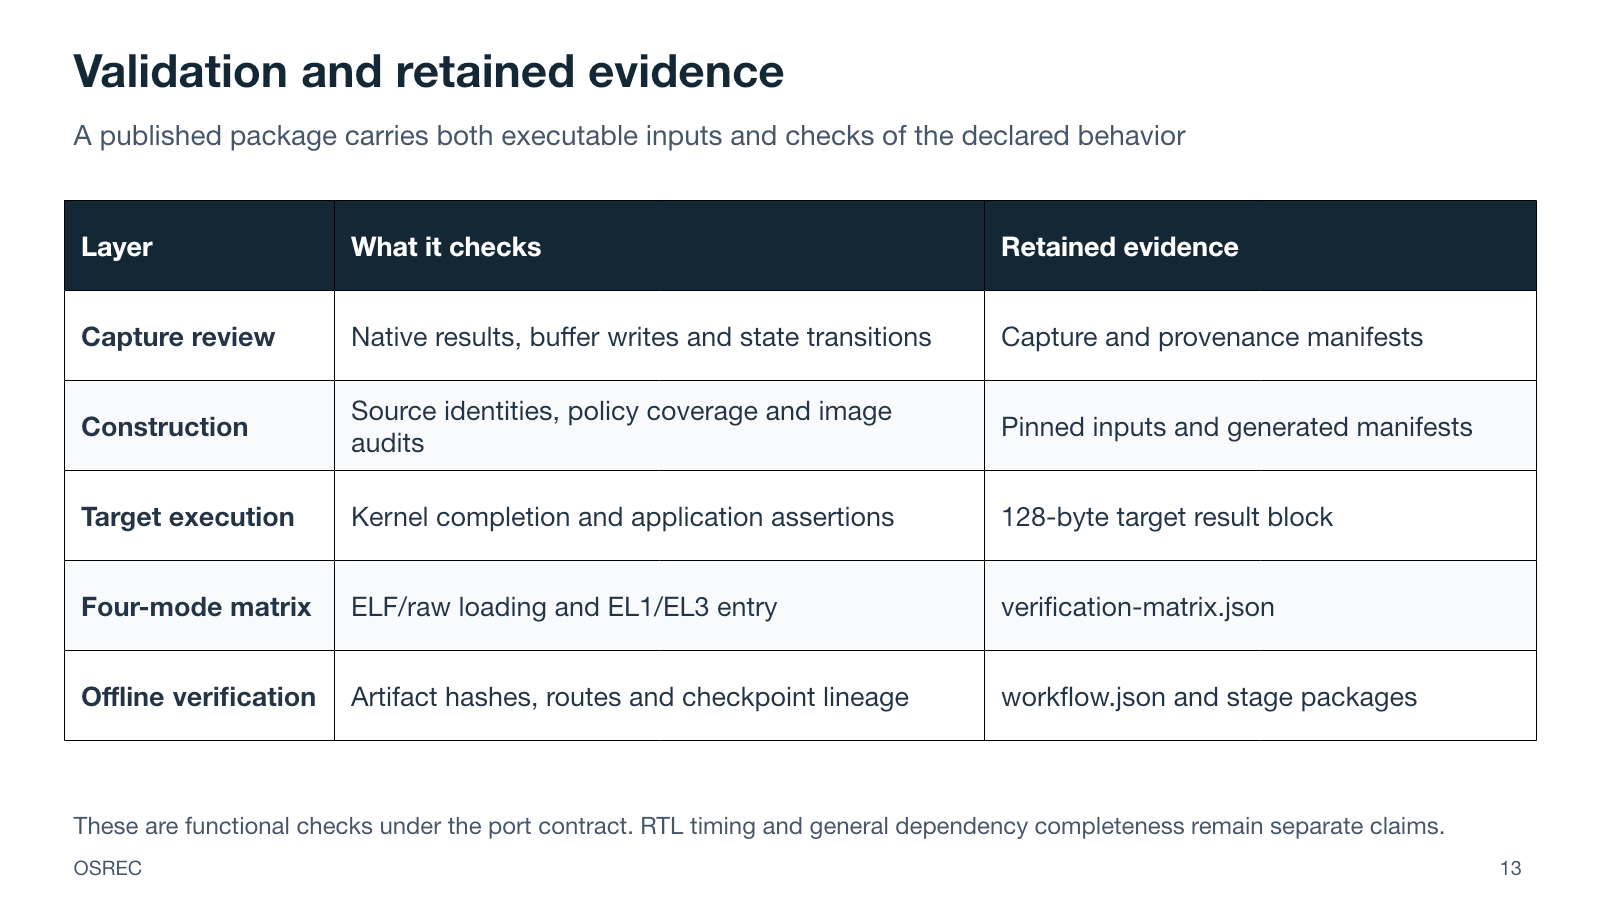 Validation and retained evidence
A published package carries both executable inputs and checks of the declared behavior
Layer
What it checks
Retained evidence
Capture review
Native results, buffer writes and state transitions
Capture and provenance manifests
Construction
Source identities, policy coverage and image
audits
Pinned inputs and generated manifests
Target execution
Kernel completion and application assertions
128-byte target result block
Four-mode matrix
ELF/raw loading and EL1/EL3 entry
verification-matrix.json
Offline verification
Artifact hashes, routes and checkpoint lineage
workflow.json and stage packages
These are functional checks under the port contract. RTL timing and general dependency completeness remain separate claims.
OSREC
13